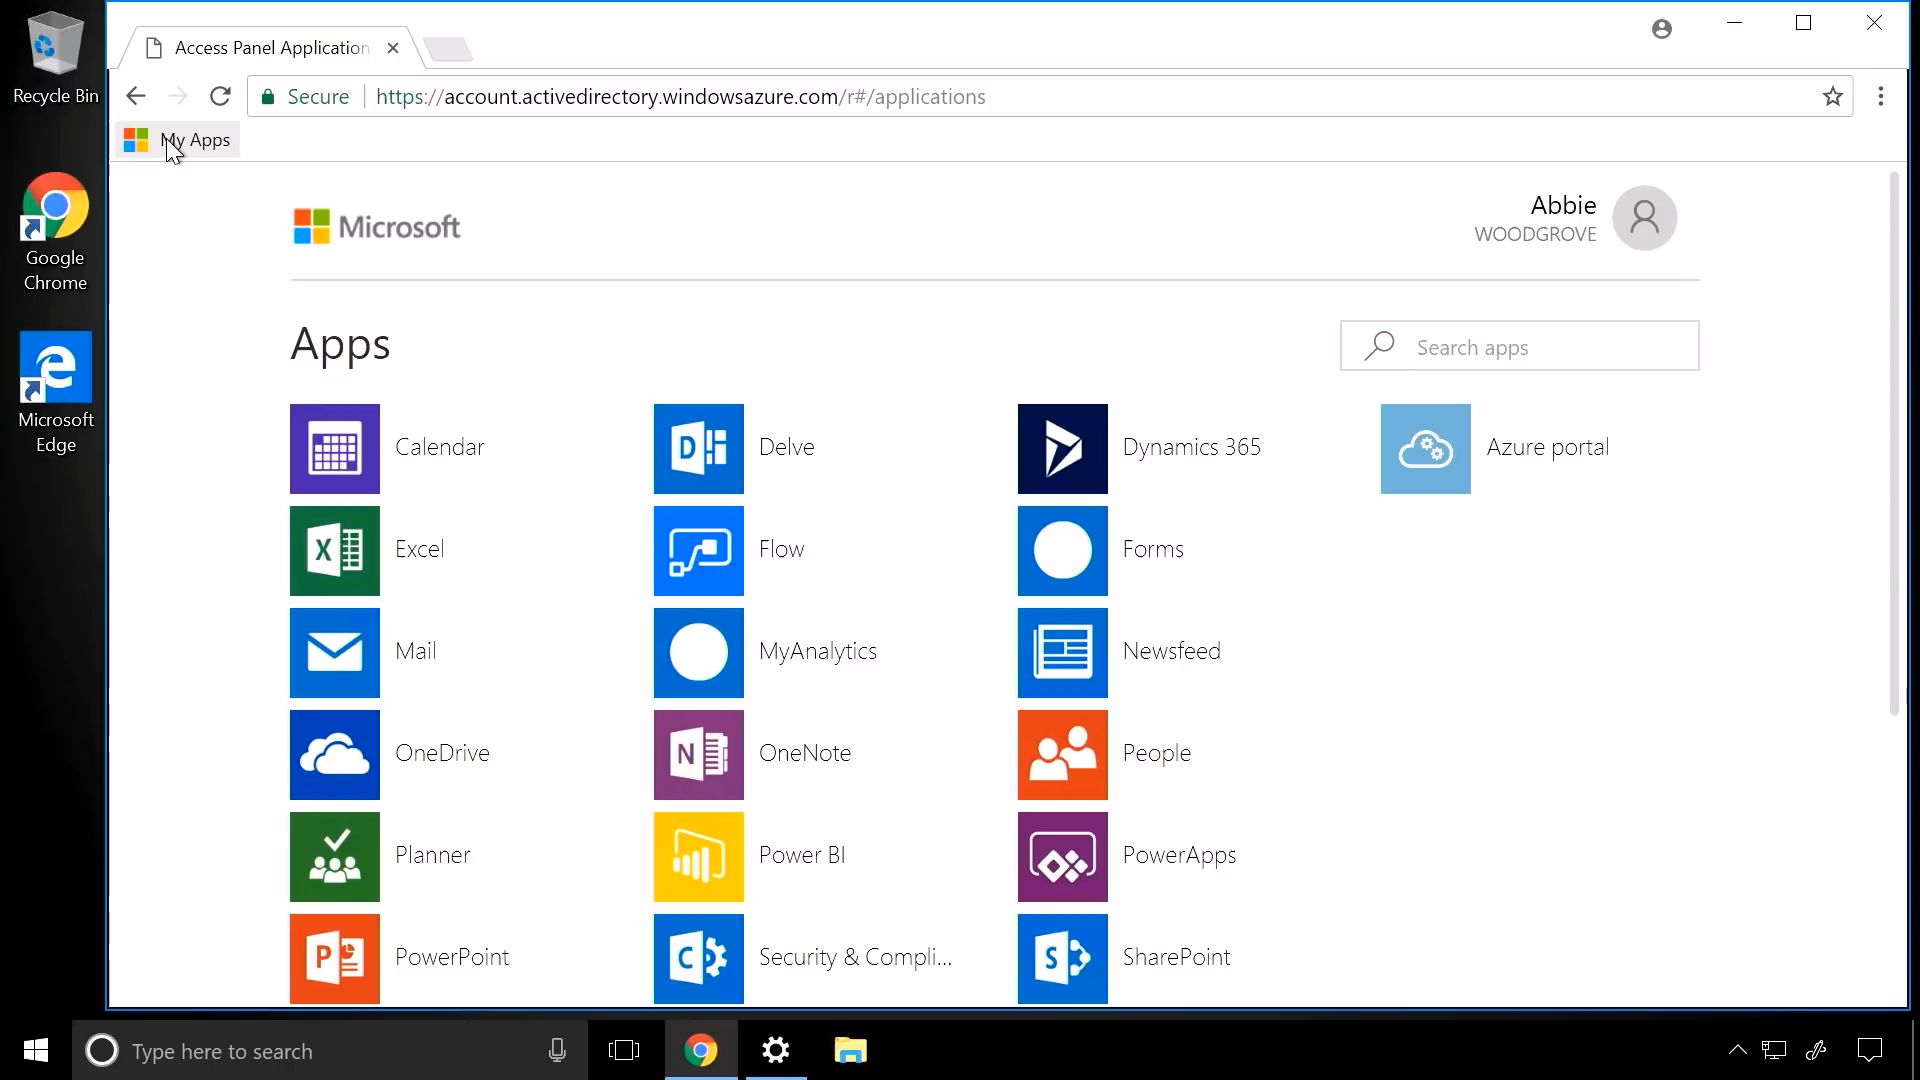 Recycle Bin
Google
Chrome
Microsoft
Edge
Access Panel Application
Secure https://account.activedirectory.windowsazure.com/r#/applications
My Apps
Microsoft
Abbie
WOODGROVE
Apps
Search apps
Calendar
Delve
Dynamics 365
Azure portal
Excel
Flow
Forms
Mail
MyAnalytics
Newsfeed
OneDrive
OneNote
People
Planner
Power BI
PowerApps
PowerPoint
Security & Compli...
SharePoint
Type here to search